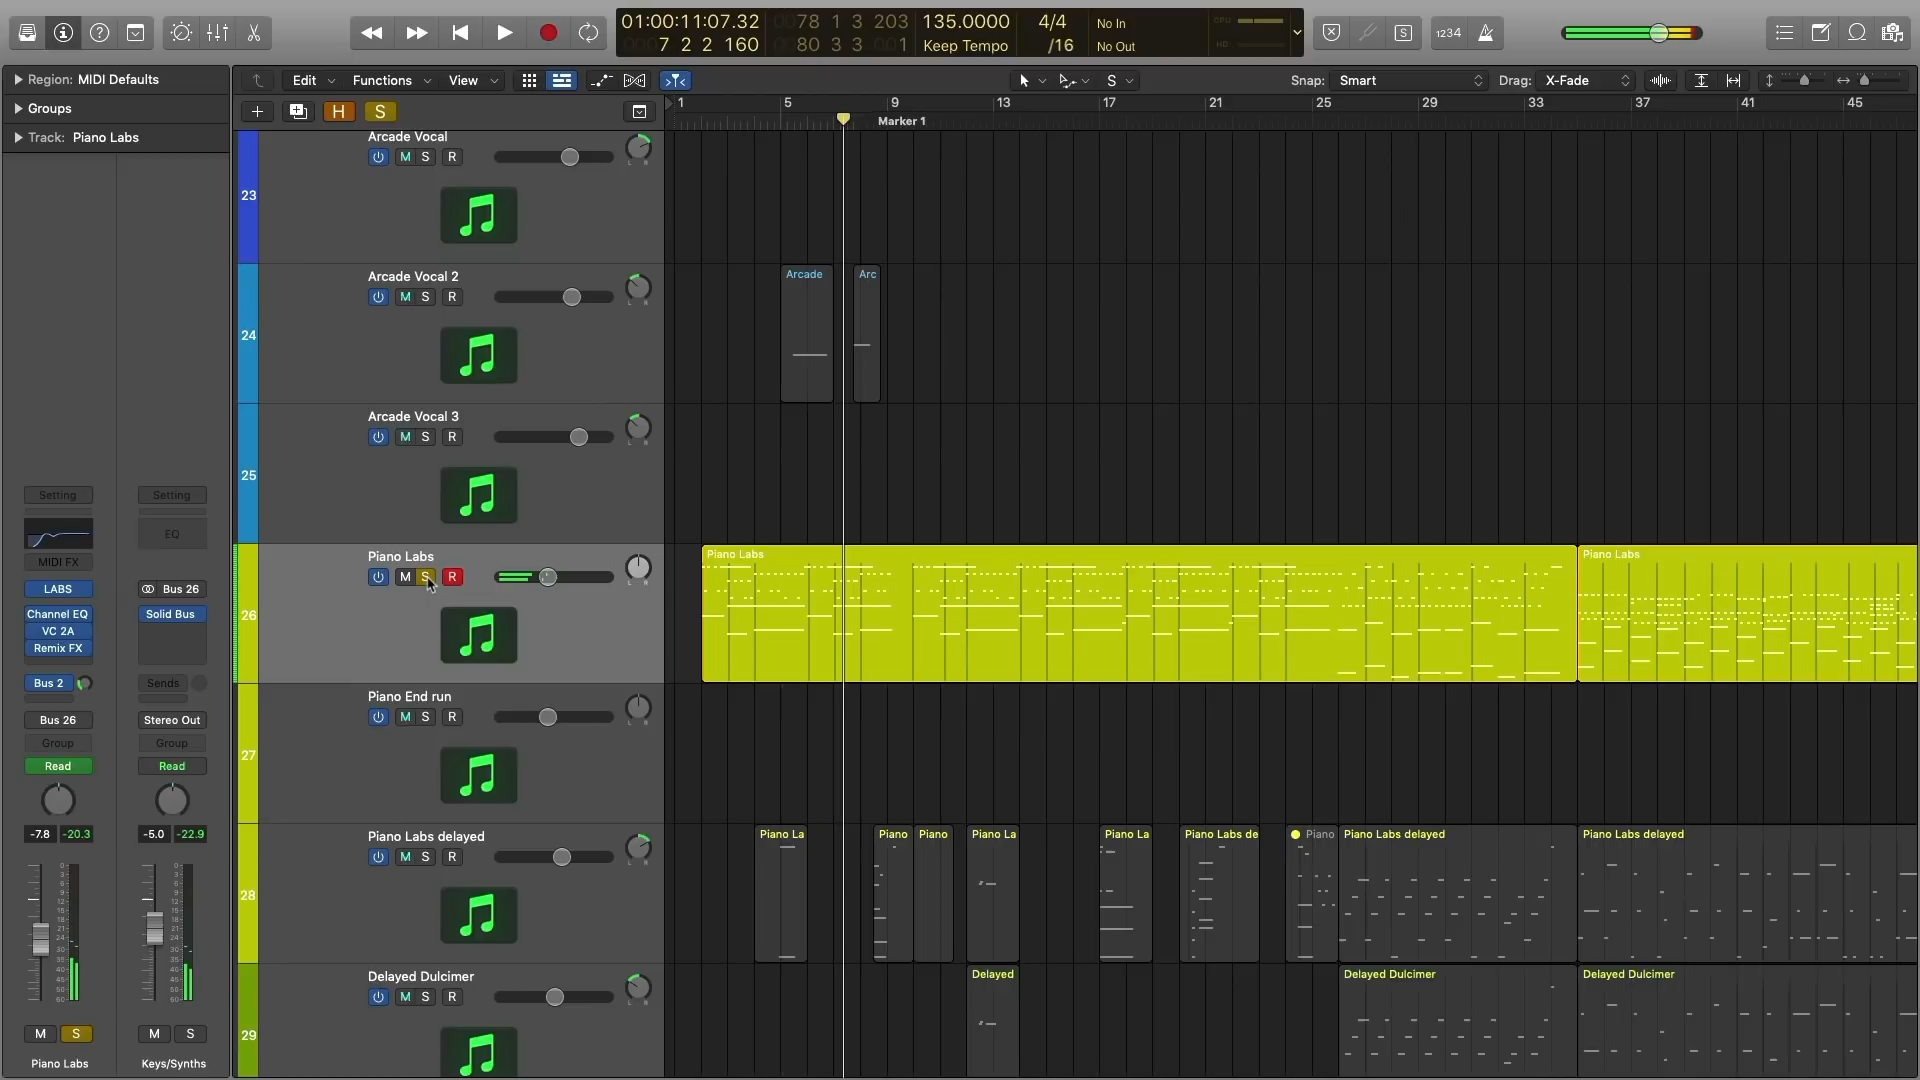 01:00:11:07.32
78 1 3 203
135.0000
4/4
No In
CPU
7 2 2 160
80 3 3 001
Keep Tempo
/16
No Out
HD
S
1234
Region: MIDI Defaults
Edit
Functions
View
S
Snap: Smart
Drag: X-Fade
Groups
H
S
1 5 9 13 17 21 25 29 33 37 41 45
Marker 1
Track: Piano Labs
Arcade Vocal
M S R
23
Arcade Vocal 2
M S R
Arcade
Arc
24
Arcade Vocal 3
M S R
25
Setting
Setting
EQ
MIDI FX
Piano Labs
M S R
Piano Labs
Piano Labs
26
LABS
Bus 26
Channel EQ
Solid Bus
VC 2A
Remix FX
Bus 2
Sends
Bus 26
Stereo Out
Group
Group
Read
Read
Piano End run
M S R
27
-7.8 -20.3
-5.0 -22.9
Piano Labs delayed
M S R
Piano La
Piano
Piano
Piano La
Piano La
Piano Labs de
Piano
Piano Labs delayed
Piano Labs delayed
28
Delayed Dulcimer
M S R
Delayed
Delayed Dulcimer
Delayed Dulcimer
29
M S
M S
Piano Labs
Keys/Synths